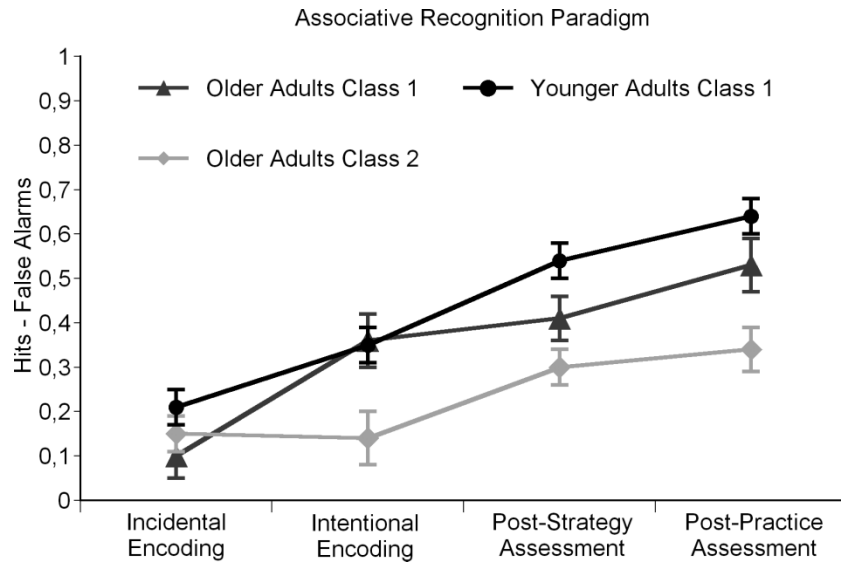 Associative Recognition Paradigm
Hits - False Alarms
1
0,9
0,8
0,7
0,6
0,5
0,4
0,3
0,2
0,1
0
Older Adults Class 1
Younger Adults Class 1
Older Adults Class 2
Incidental
Encoding
Intentional
Encoding
Post-Strategy
Assessment
Post-Practice
Assessment